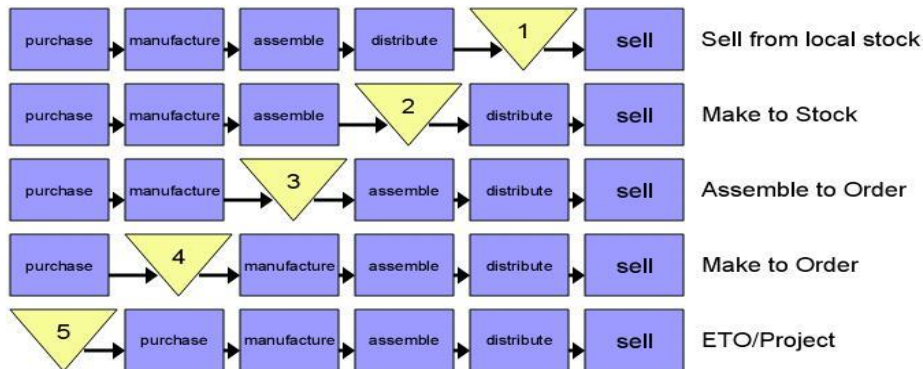 purchase manufacture assemble distribute 1 sell Sell from local stock
purchase manufacture assemble 2 distribute sell Make to Stock
purchase manufacture 3 assemble distribute sell Assemble to Order
purchase 4 manufacture assemble distribute sell Make to Order
5 purchase manufacture assemble distribute sell ETO/Project